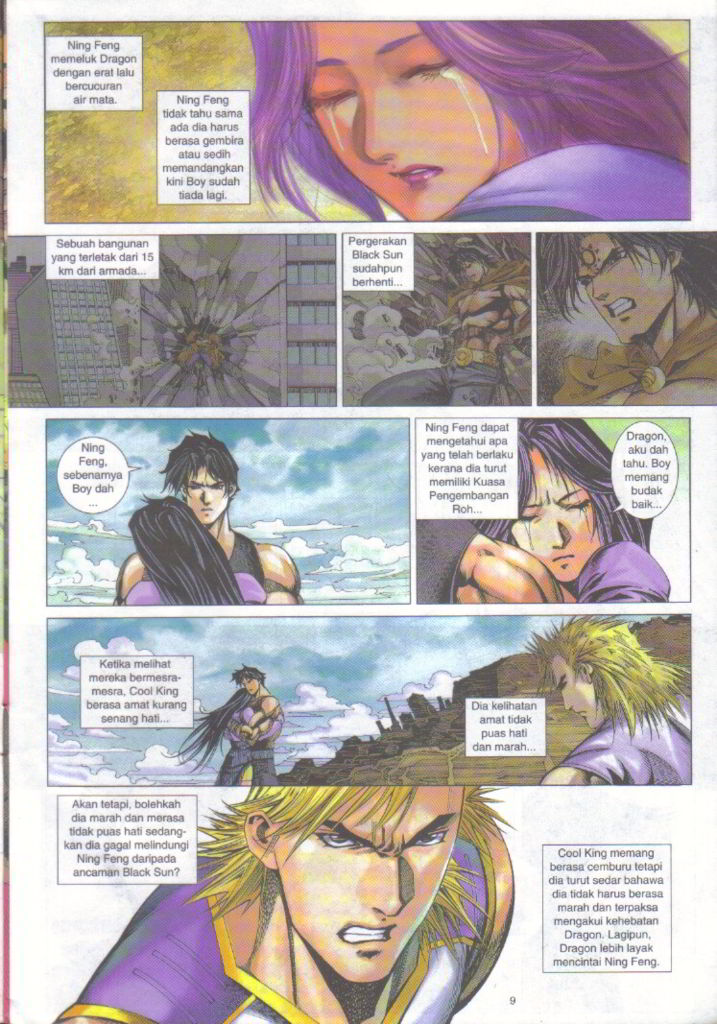 Ning Feng
memeluk Dragon
dengan erat lalu
bercucuran
air mata.
Ning Feng
tidak tahu sama
ada dia harus
berasa gembira
atau sedih
memandangkan
kini Boy sudah
tiada lagi.
Sebuah bangunan
yang terletak dari 15
km dari armada...
Pergerakan
Black Sun
sudahpun
berhenti...
Ning
Feng,
sebenarnya
Boy dah
...
Ning Feng dapat
mengetahui apa
yang telah berlaku
kerana dia turut
memiliki Kuasa
Pengembangan
Roh...
Dragon,
aku dah
tahu. Boy
memang
budak
baik...
Ketika melihat
mereka bermesra-
mesra, Cool King
berasa amat kurang
senang hati...
Dia kelihatan
amat tidak
puas hati
dan marah...
Akan tetapi, bolehkah
dia marah dan merasa
tidak puas hati sedang-
kan dia gagal melindungi
Ning Feng daripada
ancaman Black Sun?
Cool King memang
berasa cemburu tetapi
dia turut sedar bahawa
dia tidak harus berasa
marah dan terpaksa
mengakui kehebatan
Dragon. Lagipun,
Dragon lebih layak
mencintai Ning Feng.
9